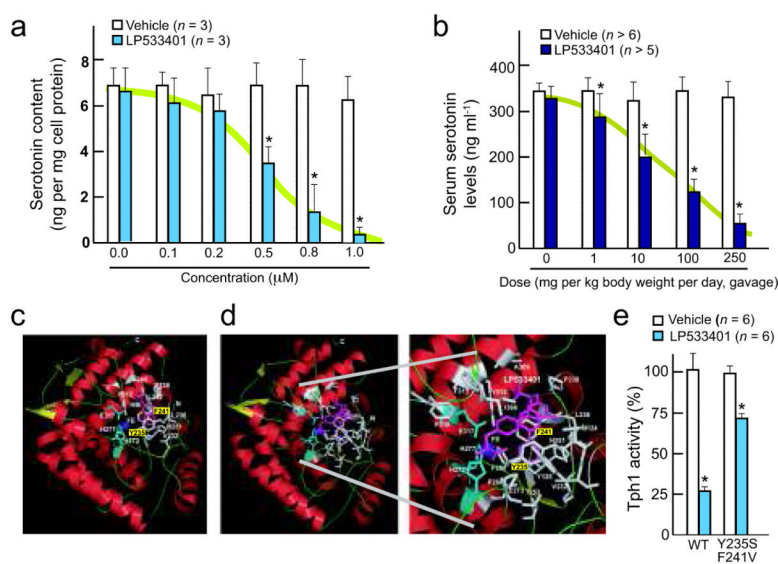 a
Vehicle (n = 3)
LP533401 (n = 3)
Serotonin content
(ng per mg cell protein)
8
6
4
2
0
*
*
*
0.0 0.1 0.2 0.5 0.8 1.0
Concentration (μM)
b
Vehicle (n > 6)
LP533401 (n > 5)
Serum serotonin
levels (ng ml-1)
400
300
200
100
0
*
*
*
*
0 1 10 100 250
Dose (mg per kg body weight per day, gavage)
c
F241
Y235
H277
d
LP533401
F241
Y235
H277
e
Vehicle (n = 6)
LP533401 (n = 6)
Tph1 activity (%)
100
75
50
25
0
*
*
WT Y235S
F241V